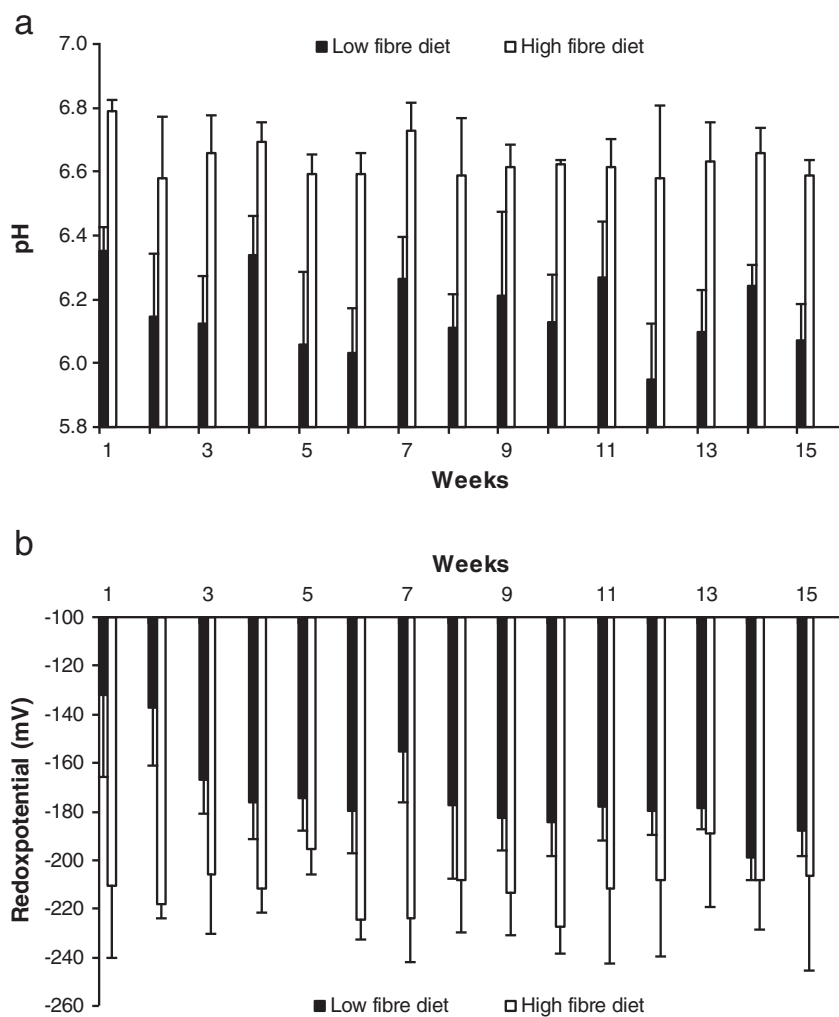 a
7.0
Low fibre diet High fibre diet
6.8
6.6
6.4
6.2
6.0
5.8
pH
1 3 5 7 9 11 13 15
Weeks
b
Weeks
1 3 5 7 9 11 13 15
-100
-120
-140
-160
-180
-200
-220
-240
-260
Redoxpotential (mV)
Low fibre diet High fibre diet